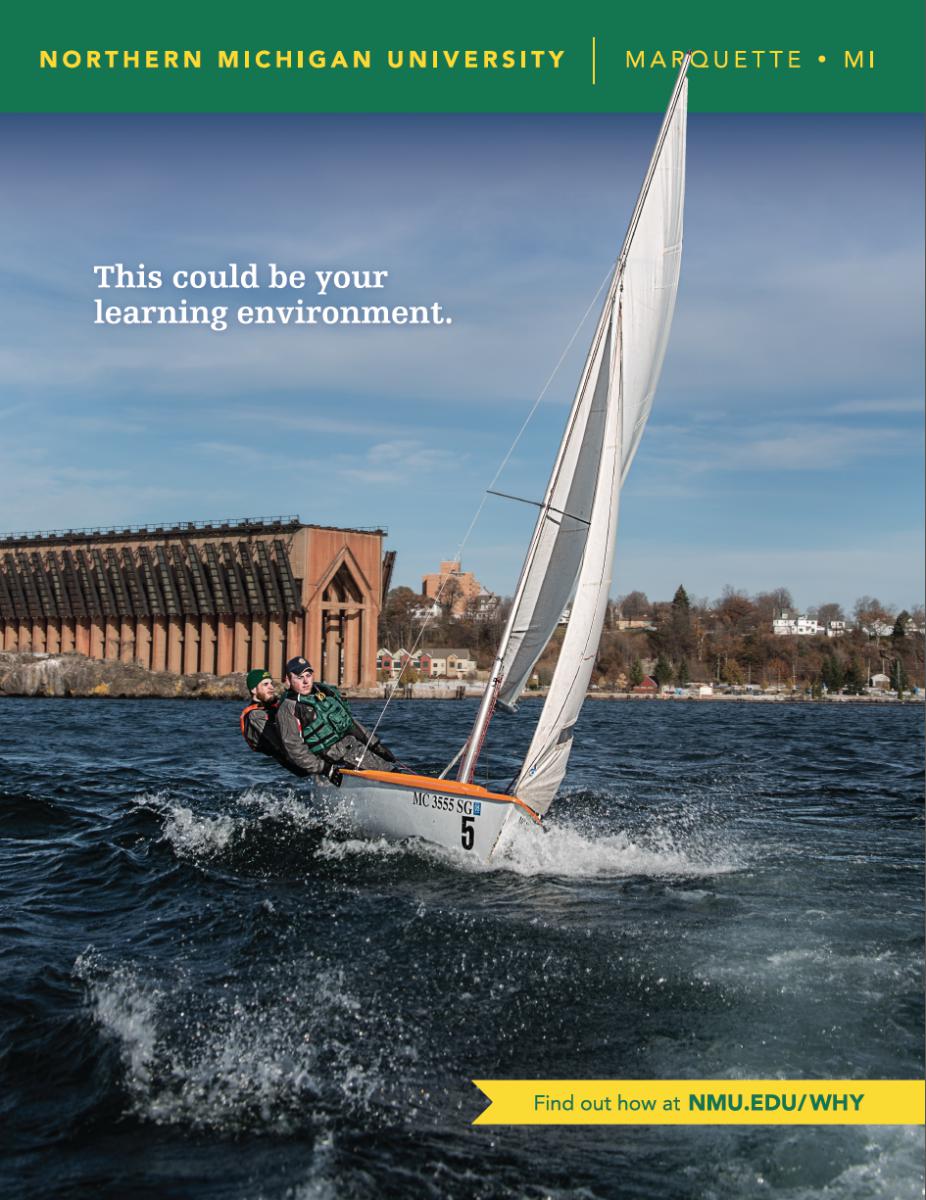 NORTHERN MICHIGAN UNIVERSITY | MARQUETTE • MI
This could be your
learning environment.
MC 3555 SG
5
Find out how at NMU.EDU/WHY